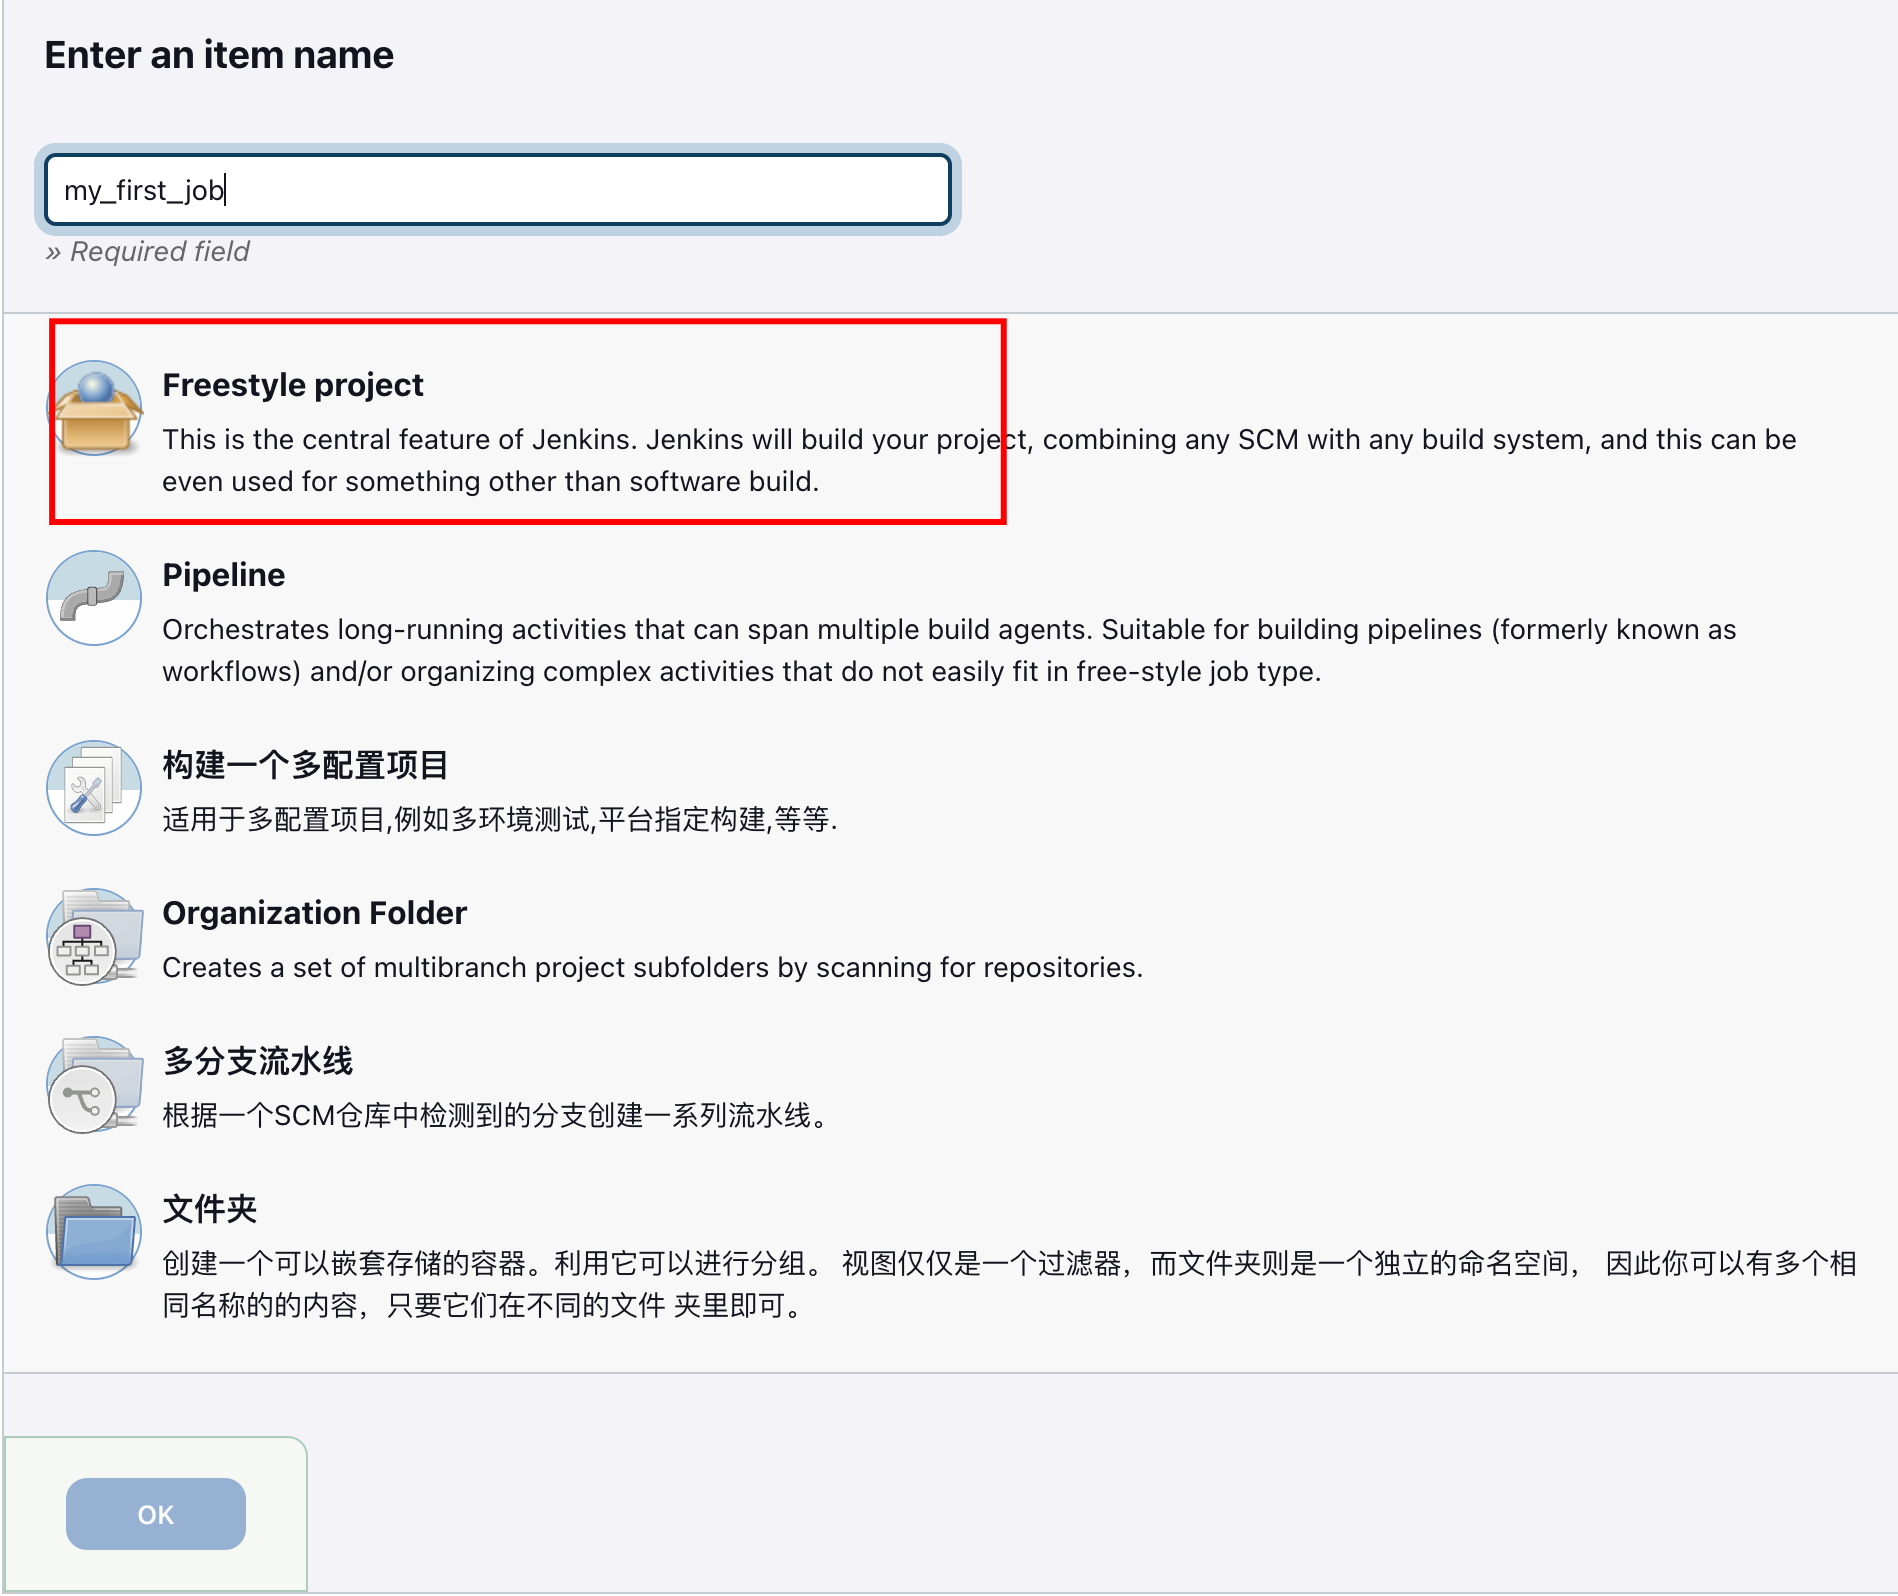 Enter an item name
my_first_job
» Required field
Freestyle project
This is the central feature of Jenkins. Jenkins will build your project, combining any SCM with any build system, and this can be
even used for something other than software build.
Pipeline
Orchestrates long-running activities that can span multiple build agents. Suitable for building pipelines (formerly known as
workflows) and/or organizing complex activities that do not easily fit in free-style job type.
构建一个多配置项目
适用于多配置项目,例如多环境测试,平台指定构建,等等.
Organization Folder
Creates a set of multibranch project subfolders by scanning for repositories.
多分支流水线
根据一个SCM仓库中检测到的分支创建一系列流水线。
文件夹
创建一个可以嵌套存储的容器。利用它可以进行分组。 视图仅仅是一个过滤器，而文件夹则是一个独立的命名空间， 因此你可以有多个相
同名称的的内容，只要它们在不同的文件 夹里即可。
OK